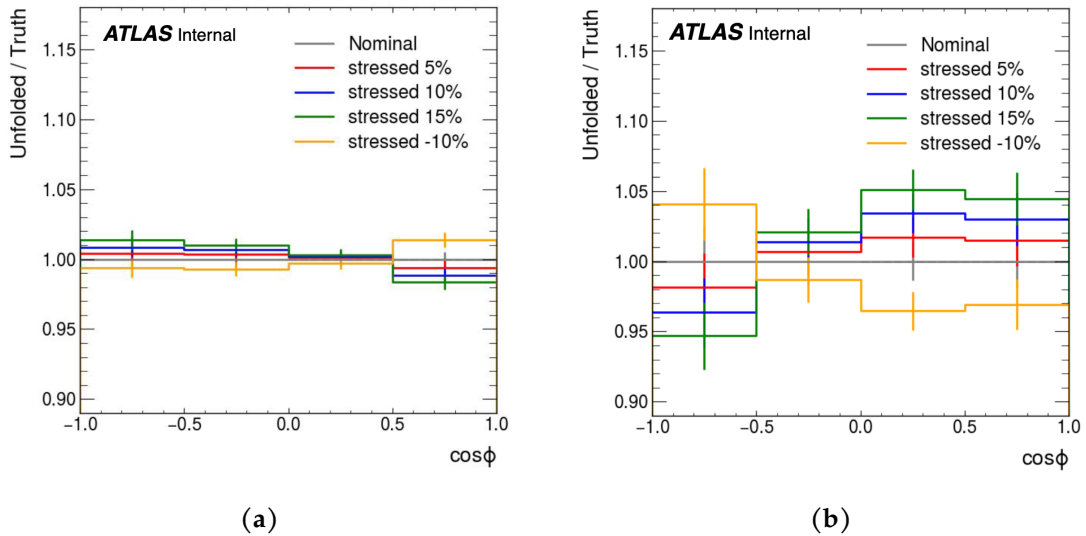 ATLAS Internal
Nominal
stressed 5%
stressed 10%
stressed 15%
stressed -10%
Unfolded / Truth
1.15
1.10
1.05
1.00
0.95
0.90
−1.0 −0.5 0.0 0.5 1.0
cosϕ
(a)
ATLAS Internal
Nominal
stressed 5%
stressed 10%
stressed 15%
stressed -10%
Unfolded / Truth
1.15
1.10
1.05
1.00
0.95
0.90
−1.0 −0.5 0.0 0.5 1.0
cosϕ
(b)